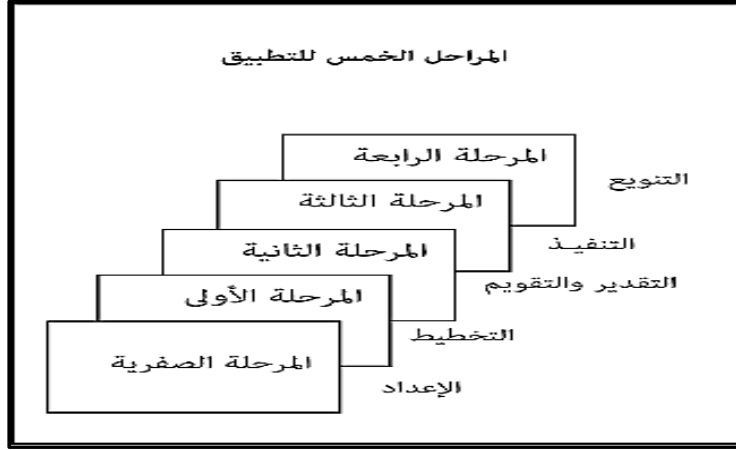 المراحل الخمس للتطبيق
المرحلة الرابعة
التنويع
المرحلة الثالثة
التنفيـذ
المرحلة الثانية
التقدير والتقويم
المرحلة الأولى
التخطيط
المرحلة الصفرية
الإعداد